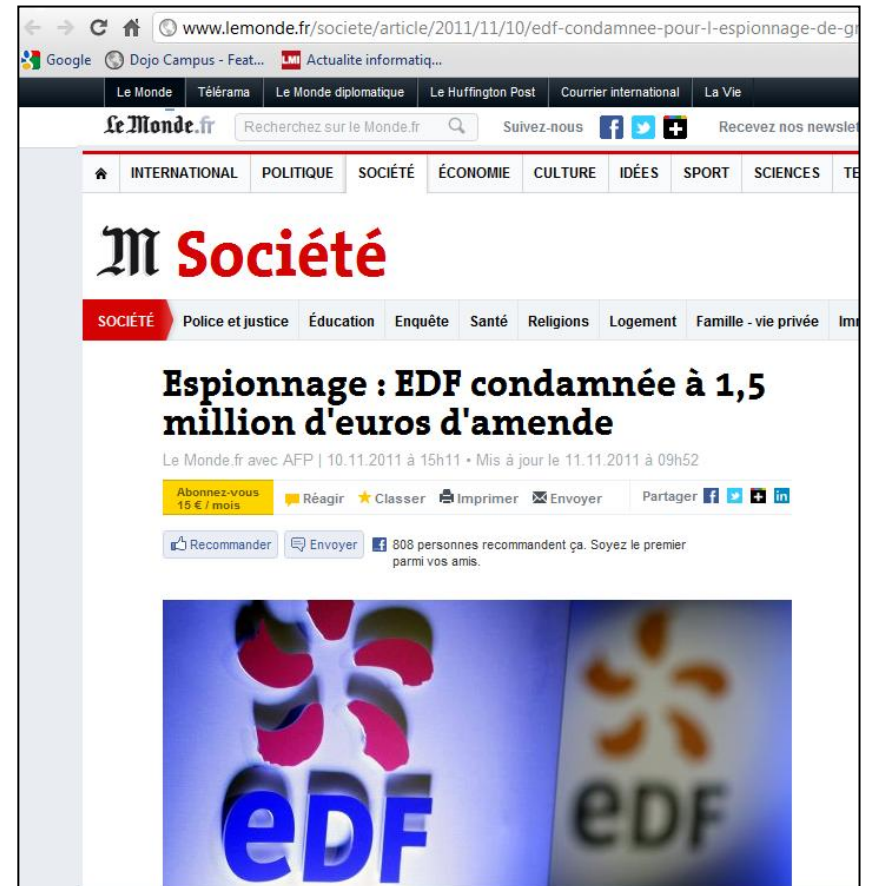 www.lemonde.fr/societe/article/2011/11/10/edf-condamnee-pour-l-espionnage-de-gr
Google Dojo Campus - Feat... LMI Actualite informatiq...
Le Monde Télérama Le Monde diplomatique Le Huffington Post Courrier international La Vie
Le Monde.fr Recherchez sur le Monde.fr Suivez-nous Recevez nos newslet
INTERNATIONAL POLITIQUE SOCIÉTÉ ÉCONOMIE CULTURE IDÉES SPORT SCIENCES TE
M Société
SOCIÉTÉ Police et justice Éducation Enquête Santé Religions Logement Famille - vie privée Imm
Espionnage : EDF condamnée à 1,5
million d'euros d'amende
Le Monde.fr avec AFP | 10.11.2011 à 15h11 • Mis à jour le 11.11.2011 à 09h52
Abonnez-vous
15 € / mois
Réagir Classer Imprimer Envoyer Partager
Recommander Envoyer 808 personnes recommandent ça. Soyez le premier
parmi vos amis.
eDF eDF